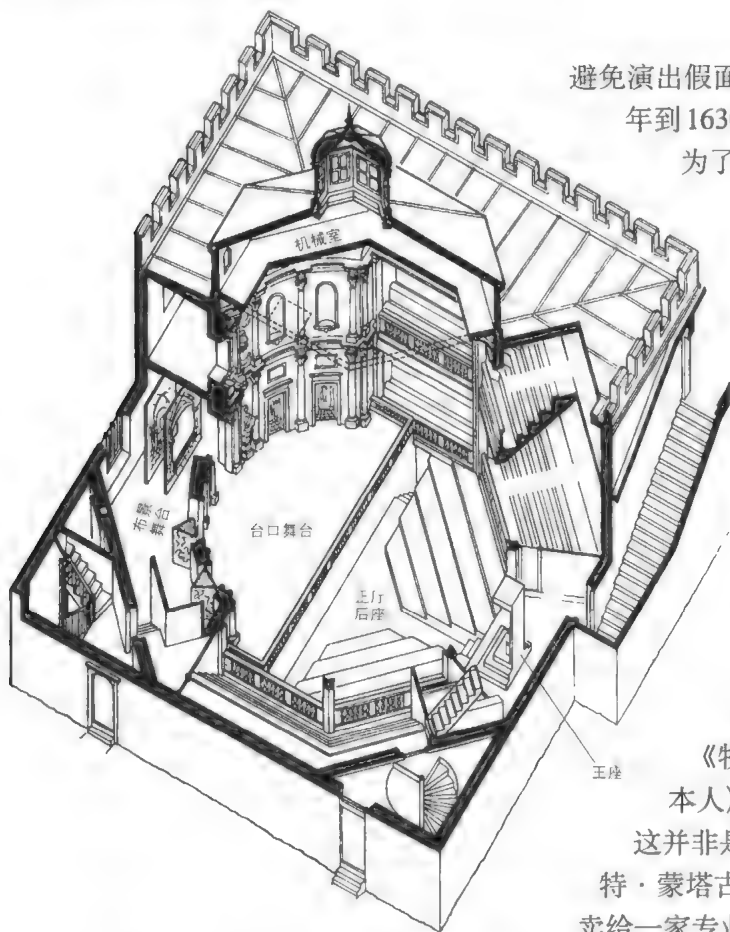 避免演出假面
年到163
为了
机械室
景台
布舞
台口舞台
正厅
后座
王座
本人》
这并非是
特·蒙塔古
卖给一家专业